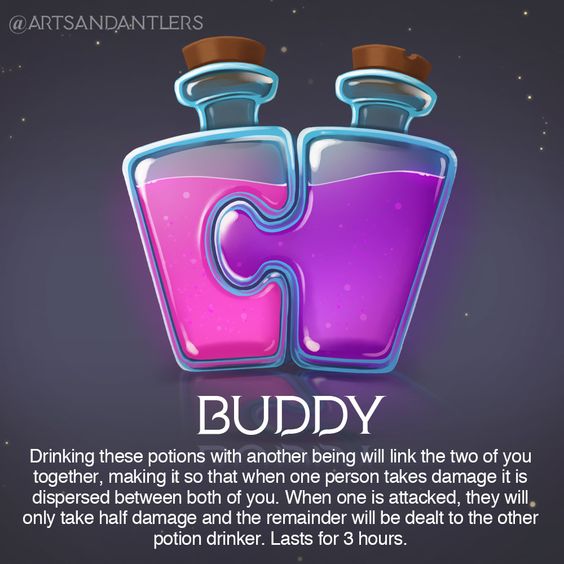 @ARTSANDANTLERS
BUDDY
Drinking these potions with another being will link the two of you
together, making it so that when one person takes damage it is
dispersed between both of you. When one is attacked, they will
only take half damage and the remainder will be dealt to the other
potion drinker. Lasts for 3 hours.